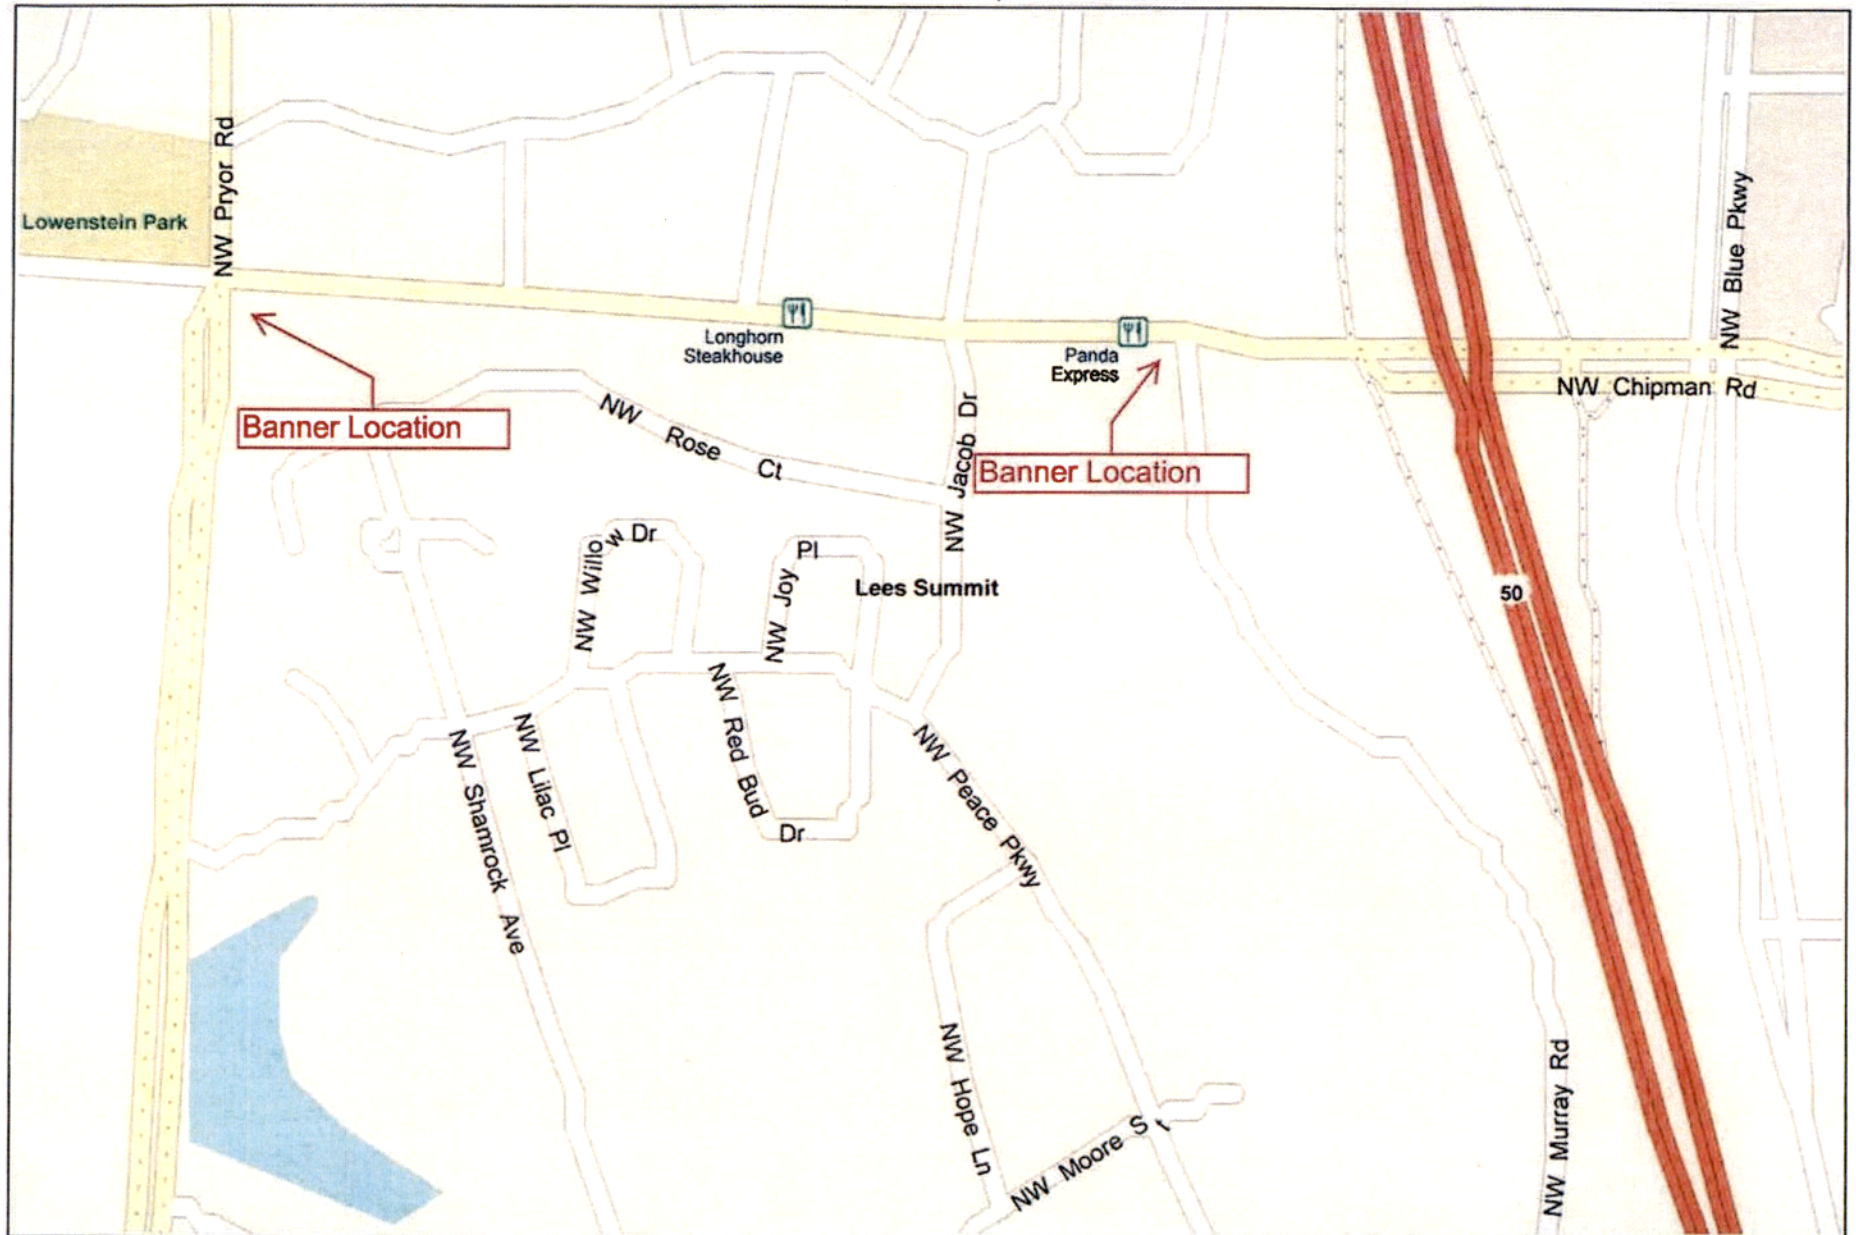 NW Pryor Rd
Lowenstein Park
NW Blue Pkwy
Longhorn
Steakhouse
Panda
Express
NW Chipman Rd
Banner Location
NW Rose Ct
NW Jacob Dr
Banner Location
NW Willow Dr
NW Joy Pl
Lees Summit
50
NW Red Bud Dr
NW Lilac Pl
NW Shamrock Ave
NW Peace Pkwy
NW Hope Ln
NW Moore St
NW Murray Rd